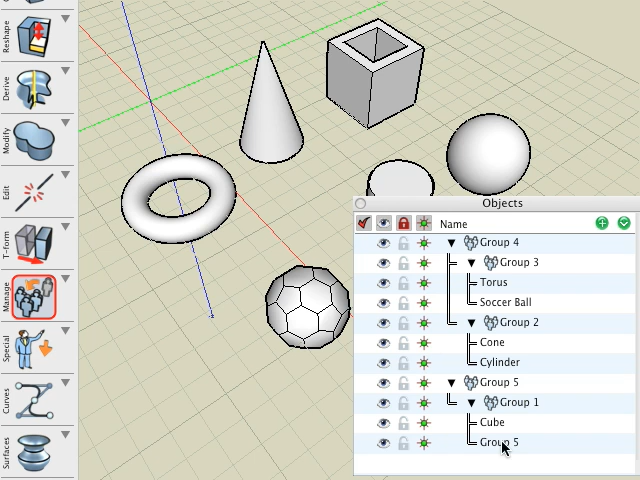 Reshape
Derive
Modify
Edit
T-form
Manage
Special
Curves
Surfaces
Objects
Name
Group 4
Group 3
Torus
Soccer Ball
Group 2
Cone
Cylinder
Group 5
Group 1
Cube
Group 5